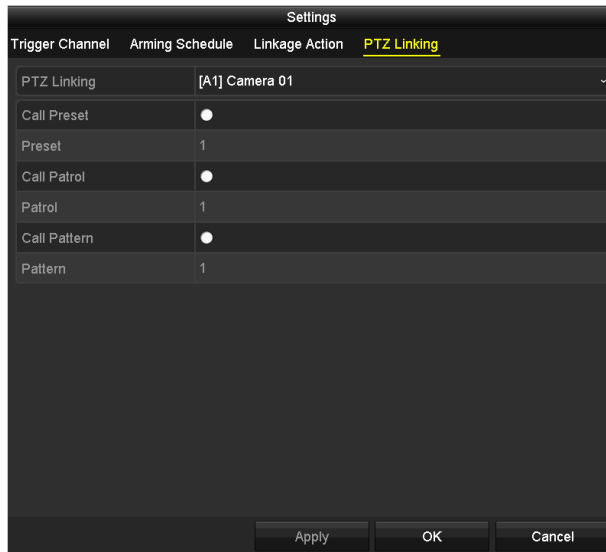 Settings
Trigger Channel Arming Schedule Linkage Action PTZ Linking
PTZ Linking [A1] Camera 01
Call Preset
Preset 1
Call Patrol
Patrol 1
Call Pattern
Pattern 1
Apply OK Cancel